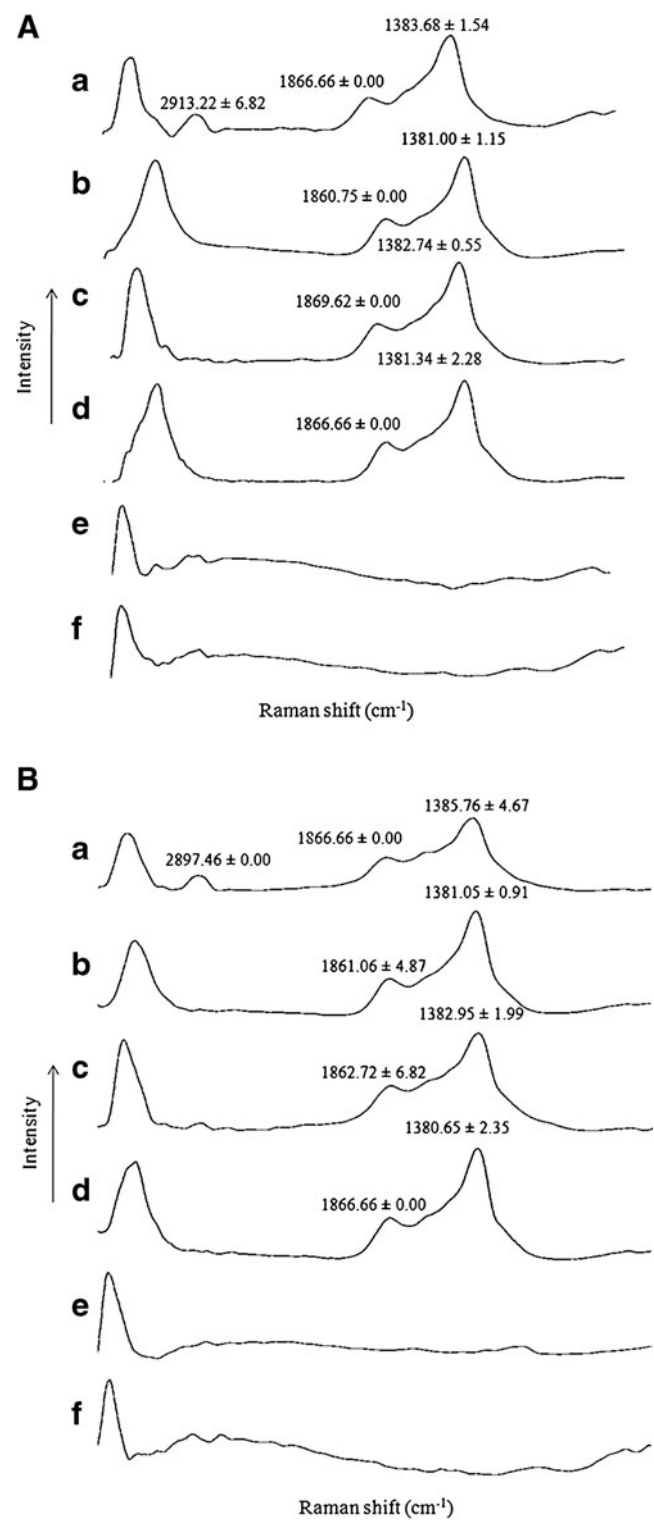 A
1383.68 ± 1.54
a
1866.66 ± 0.00
2913.22 ± 6.82
1381.00 ± 1.15
b
1860.75 ± 0.00
1382.74 ± 0.55
c
1869.62 ± 0.00
1381.34 ± 2.28
Intensity
d
1866.66 ± 0.00
e
f
Raman shift (cm-1)
B
1385.76 ± 4.67
a
1866.66 ± 0.00
2897.46 ± 0.00
1381.05 ± 0.91
b
1861.06 ± 4.87
1382.95 ± 1.99
c
1862.72 ± 6.82
1380.65 ± 2.35
Intensity
d
1866.66 ± 0.00
e
f
Raman shift (cm-1)